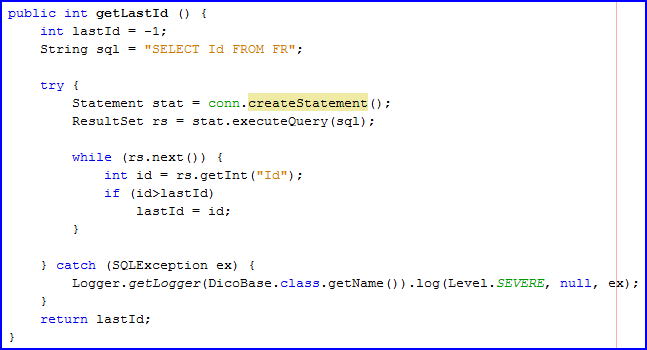 public int getLastId () {
    int lastId = -1;
    String sql = "SELECT Id FROM FR";

    try {
        Statement stat = conn.createStatement();
        ResultSet rs = stat.executeQuery(sql);

        while (rs.next()) {
            int id = rs.getInt("Id");
            if (id>lastId)
                lastId = id;
        }

    } catch (SQLException ex) {
        Logger.getLogger(DicoBase.class.getName()).log(Level.SEVERE, null, ex);
    }
    return lastId;
}